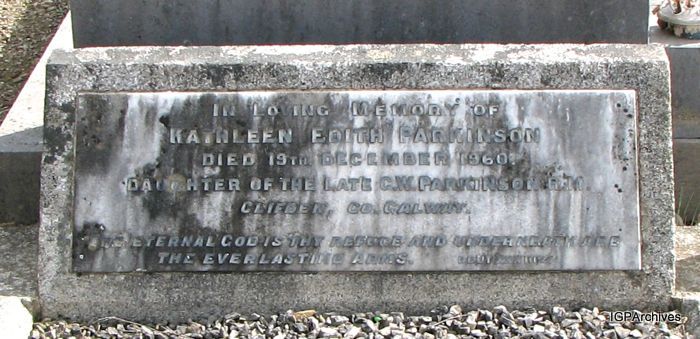 IN LOVING MEMORY OF
KATHLEEN EDITH PARKINSON
DIED 19TH DECEMBER 1960.
DAUGHTER OF THE LATE C.W. PARKINSON R.M.
CLIFDEN, CO. GALWAY.
THE ETERNAL GOD IS THY REFUGE AND UNDERNEATH ARE
THE EVERLASTING ARMS.
IGPArchives